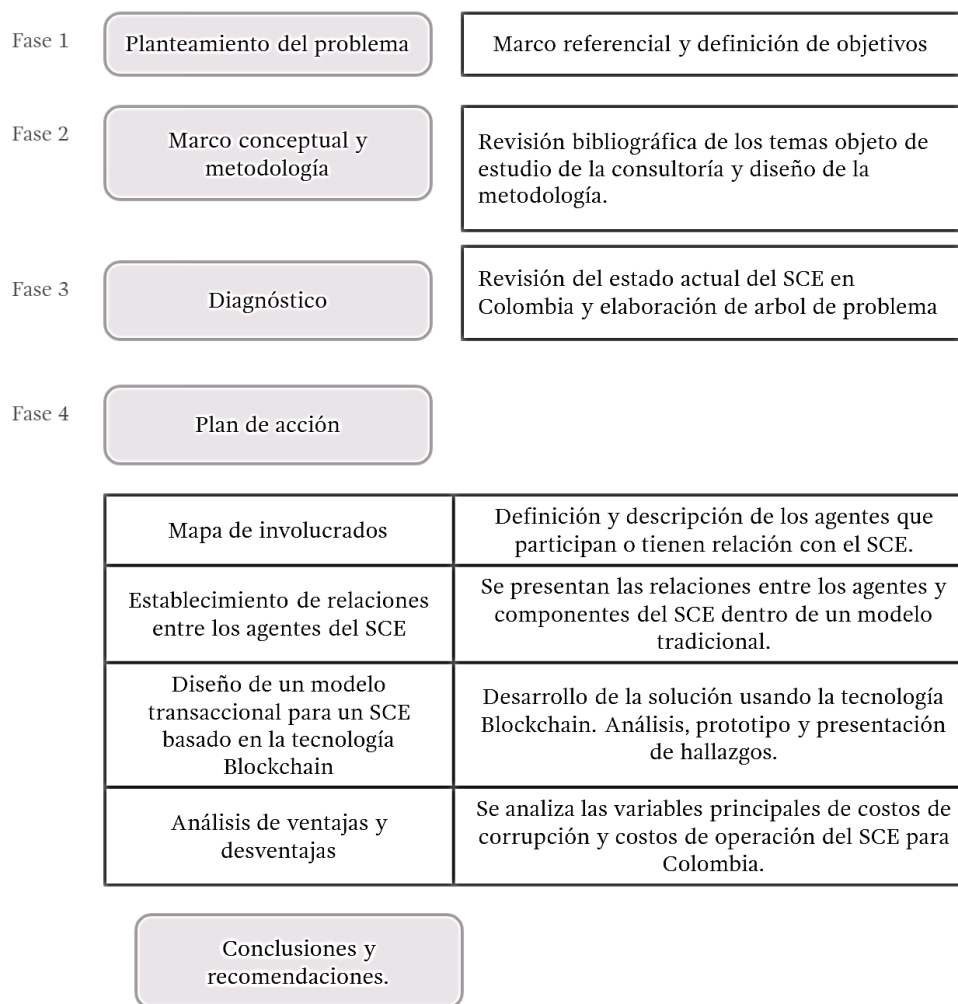 Fase 1
Planteamiento del problema
Marco referencial y definición de objetivos
Fase 2
Marco conceptual y
metodología
Revisión bibliográfica de los temas objeto de
estudio de la consultoría y diseño de la
metodología.
Fase 3
Diagnóstico
Revisión del estado actual del SCE en
Colombia y elaboración de arbol de problema
Fase 4
Plan de acción
Mapa de involucrados
Definición y descripción de los agentes que
participan o tienen relación con el SCE.
Establecimiento de relaciones
entre los agentes del SCE
Se presentan las relaciones entre los agentes y
componentes del SCE dentro de un modelo
tradicional.
Diseño de un modelo
transaccional para un SCE
basado en la tecnología
Blockchain
Desarrollo de la solución usando la tecnología
Blockchain. Análisis, prototipo y presentación
de hallazgos.
Análisis de ventajas y
desventajas
Se analiza las variables principales de costos de
corrupción y costos de operación del SCE para
Colombia.
Conclusiones y
recomendaciones.